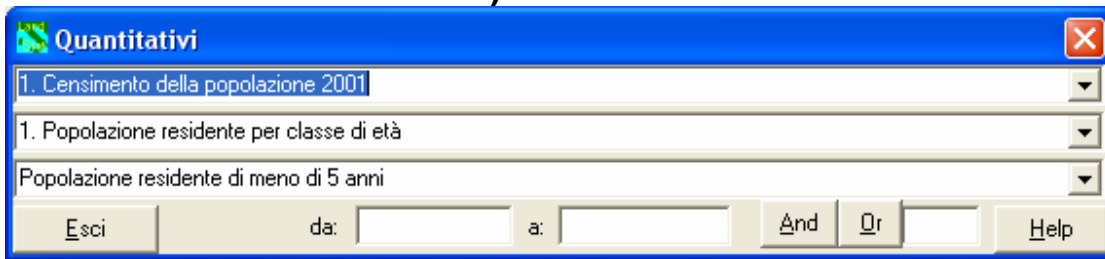 Quantitativi
1. Censimento della popolazione 2001
1. Popolazione residente per classe di età
Popolazione residente di meno di 5 anni
Esci da: a: And Or Help